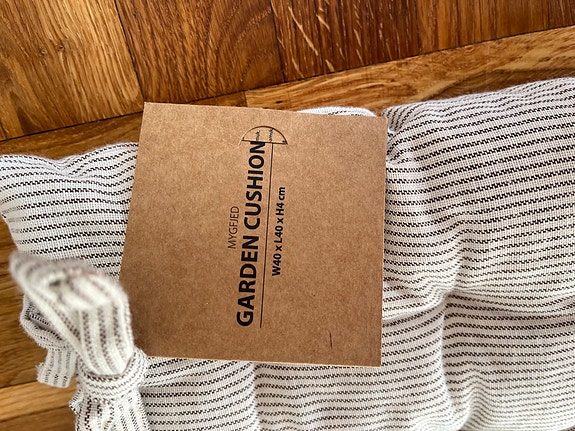 MYGFJED
GARDEN CUSHION
W40 x L40 x H4 cm